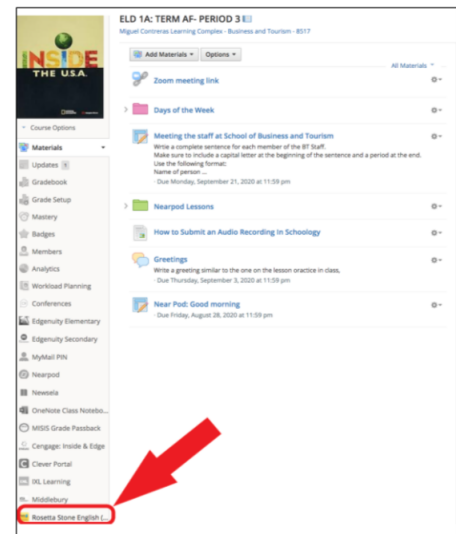 ELD 1A: TERM AF- PERIOD 3
Miguel Contreras Learning Complex - Business and Tourism - 8517
INSIDE
THE U.S.A.
Add Materials
Options
All Materials
Zoom meeting link
Days of the Week
Meeting the staff at School of Business and Tourism
Write a complete sentence for each member of the BT Staff.
Make sure to include a capital letter at the beginning of the sentence and a period at the end.
Use the following format:
Name of person ...
· Due Monday, September 21, 2020 at 11:59 pm
Nearpod Lessons
How to Submit an Audio Recording in Schoology
Greetings
Write a greeting similar to the one on the lesson oractice in class,
· Due Thursday, September 3, 2020 at 11:59 pm
Near Pod: Good morning
· Due Friday, August 28, 2020 at 11:59 pm
Course Options
Materials
Updates
Gradebook
Grade Setup
Mastery
Badges
Members
Analytics
Workload Planning
Conferences
Edgenuity Elementary
Edgenuity Secondary
MyMail PIN
Nearpod
Newsela
OneNote Class Notebo...
MISIS Grade Passback
Cengage: Inside & Edge
Clever Portal
IXL Learning
Middlebury
Rosetta Stone English (...